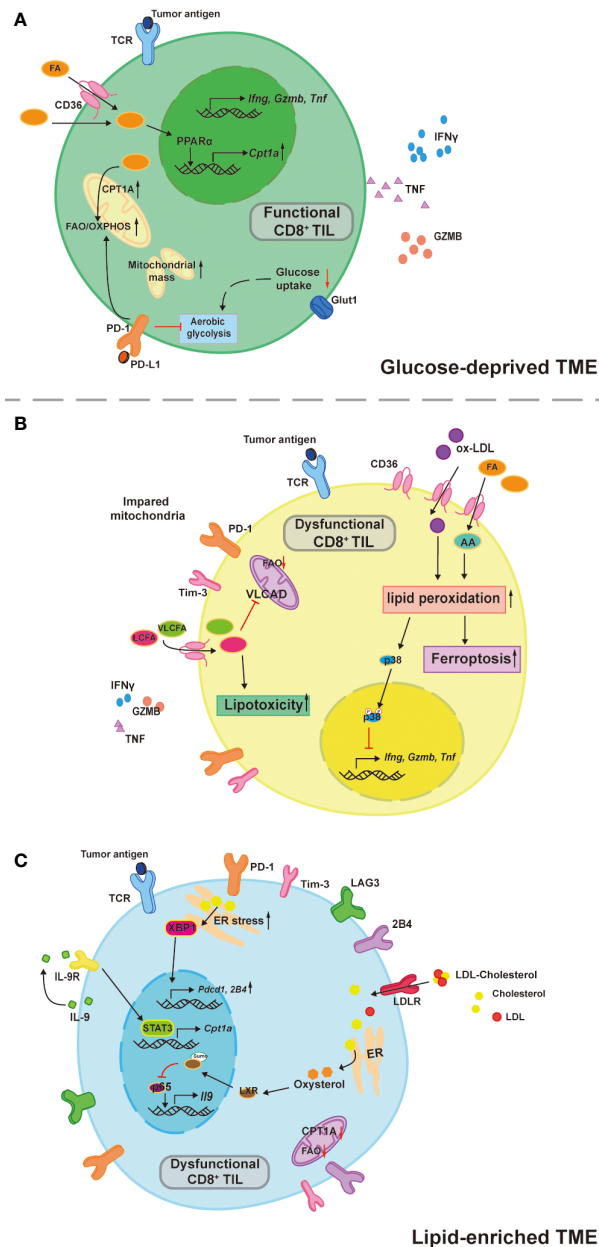 A
Tumor antigen
TCR
FA
CD36
Ifng, Gzmb, Tnf
PPARα
Cpt1a
IFNγ
TNF
GZMB
CPT1A
FAO/OXPHOS
Functional
CD8+ TIL
Mitochondrial
mass
Glucose
uptake
Glut1
PD-1
Aerobic
glycolysis
PD-L1
Glucose-deprived TME
B
Tumor antigen
TCR
CD36
ox-LDL
FA
Impared
mitochondria
PD-1
Dysfunctional
CD8+ TIL
AA
FAO
VLCAD
Tim-3
lipid peroxidation
VLCFA
LCFA
p38
Ferroptosis
IFNγ
GZMB
TNF
Lipotoxicity
p38
Ifng, Gzmb, Tnf
C
Tumor antigen
TCR
PD-1
Tim-3
LAG3
2B4
XBP1
ER stress
IL-9R
IL-9
Pdcd1, 2B4
LDL-Cholesterol
LDLR
Cholesterol
LDL
STAT3
Cpt1a
Sumo
ER
p65
Il9
LXR
Oxysterol
CPT1A
FAO
Dysfunctional
CD8+ TIL
Lipid-enriched TME